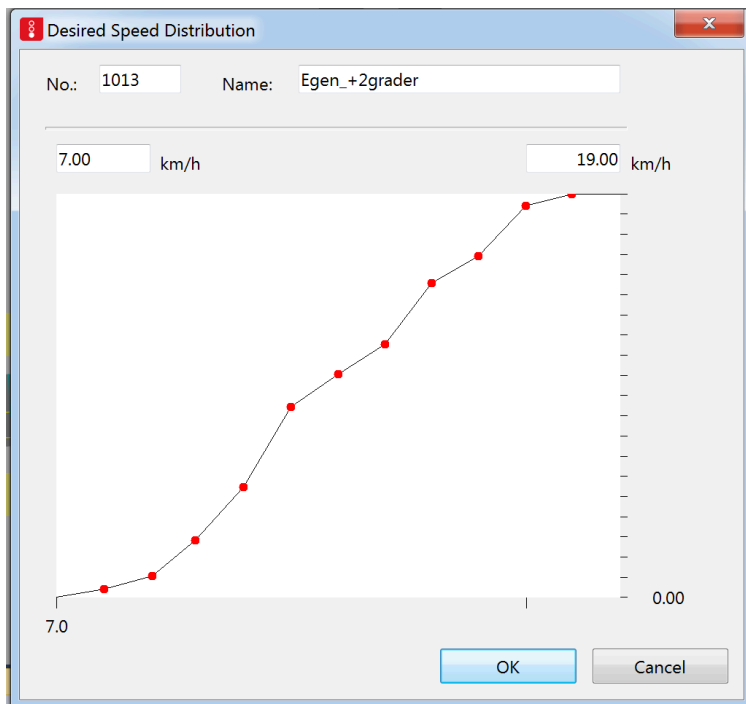 Desired Speed Distribution
No.: 1013 Name: Egen_+2grader
7.00 km/h 19.00 km/h
0.00
7.0
OK Cancel